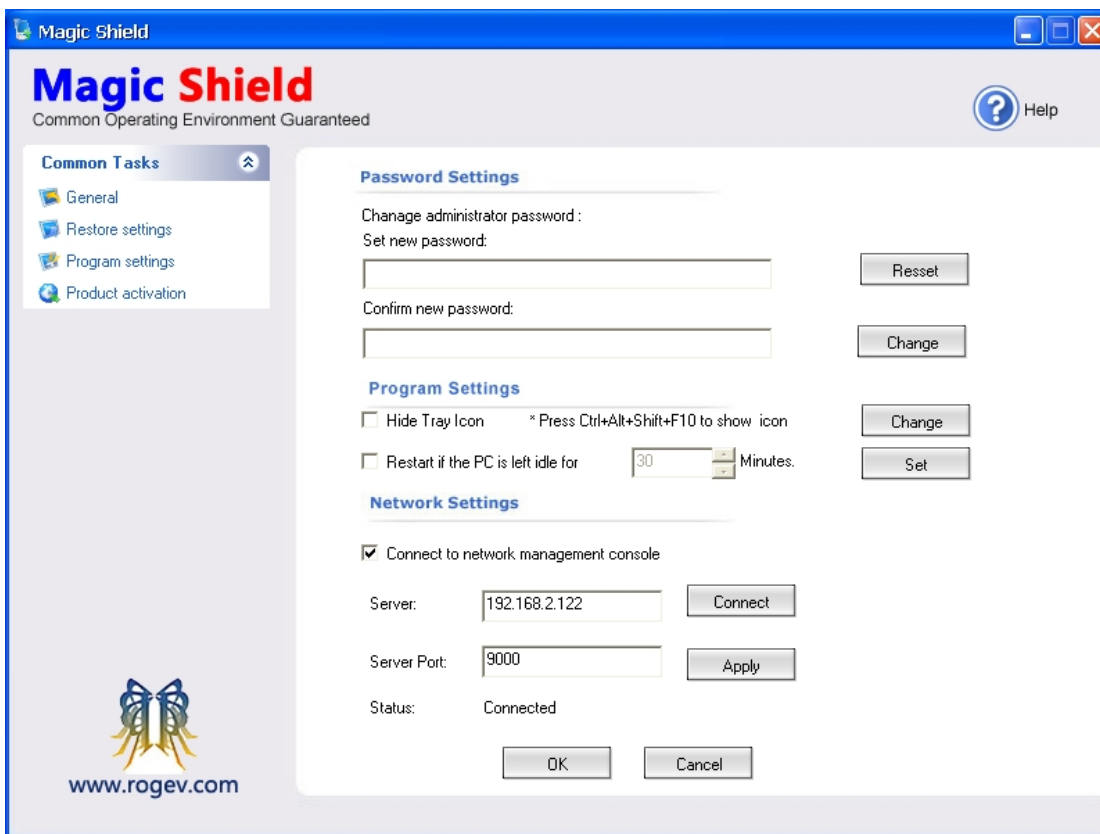 Magic Shield
Magic Shield
Common Operating Environment Guaranteed
Help
Common Tasks
General
Restore settings
Program settings
Product activation
www.rogev.com
Password Settings
Chanage administrator password :
Set new password:
Resset
Confirm new password:
Change
Program Settings
Hide Tray Icon * Press Ctrl+Alt+Shift+F10 to show icon Change
Restart if the PC is left idle for 30 Minutes. Set
Network Settings
Connect to network management console
Server: 192.168.2.122 Connect
Server Port: 9000 Apply
Status: Connected
OK Cancel